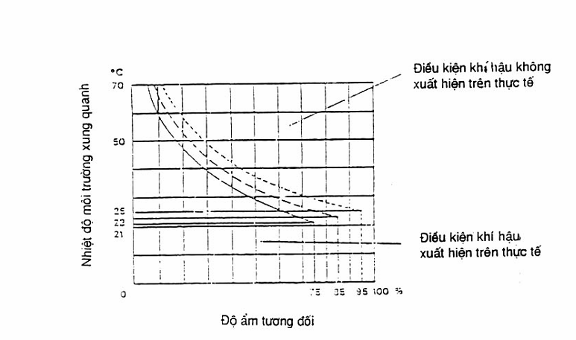 Điều kiện khí hậu không
xuất hiện trên thực tế
°C
70
50
25
23
21
Nhiệt độ môi trường xung quanh
Điều kiện khí hậu
xuất hiện trên thực tế
0
75 85 95 100 %
Độ ẩm tương đối